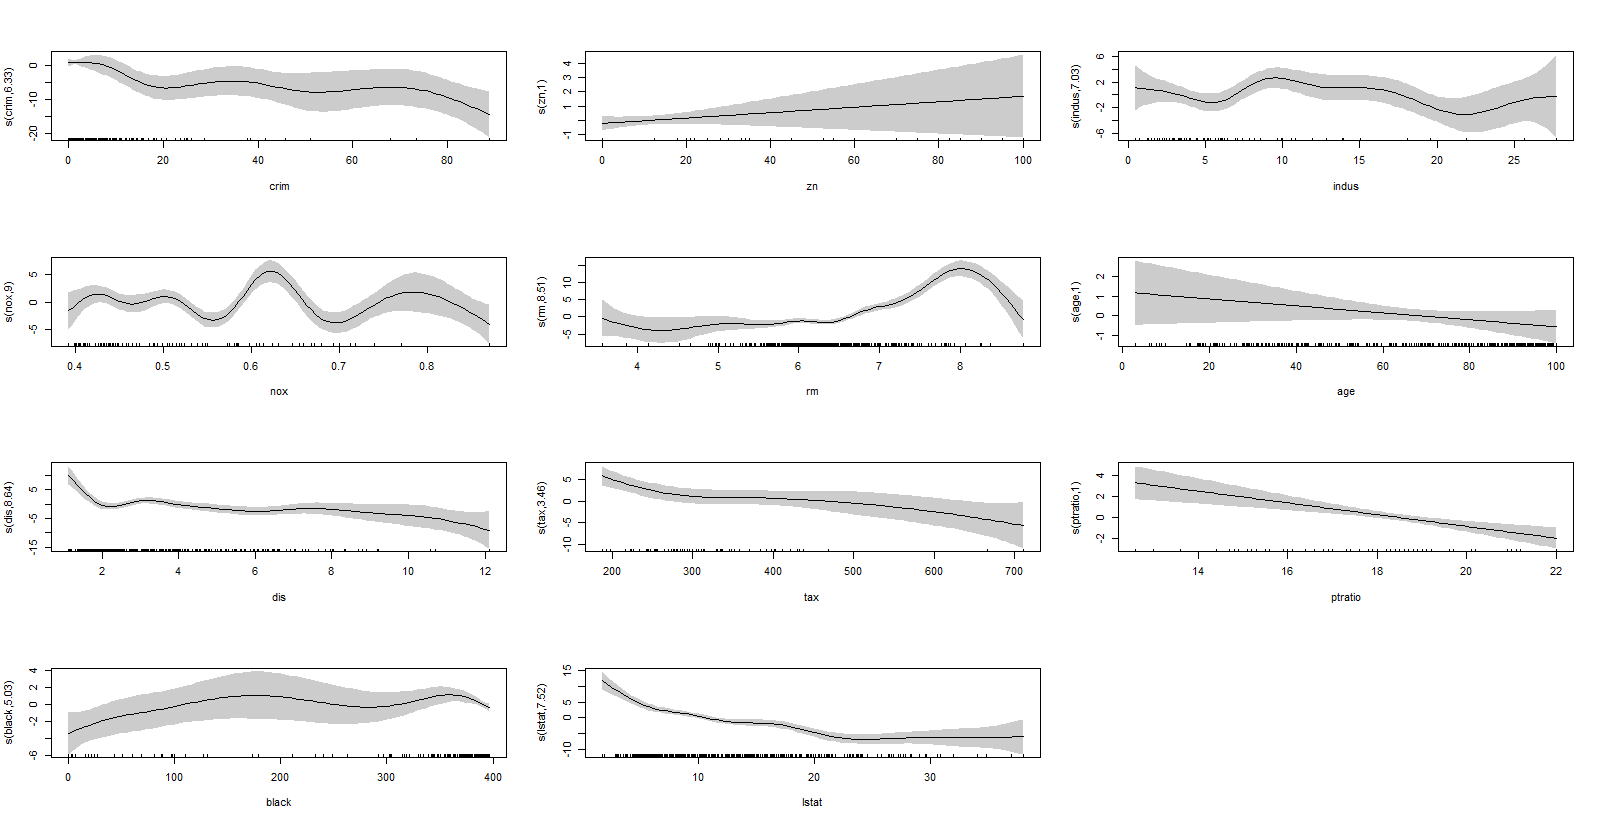 s(crim,6.33)
0
-10
-20
0 20 40 60 80
crim
s(zn,1)
4
3
2
1
-1
0 20 40 60 80 100
zn
s(indus,7.03)
6
2
-2
-6
0 5 10 15 20 25
indus
s(nox,9)
5
0
-5
0.4 0.5 0.6 0.7 0.8
nox
s(rm,8.51)
10
5
0
-5
4 5 6 7 8
rm
s(age,1)
2
1
0
-1
0 20 40 60 80 100
age
s(dis,8.64)
5
-5
-15
2 4 6 8 10 12
dis
s(tax,3.46)
5
0
-5
-10
200 300 400 500 600 700
tax
s(ptratio,1)
4
2
0
-2
14 16 18 20 22
ptratio
s(black,5.03)
4
2
0
-2
-6
0 100 200 300 400
black
s(lstat,7.52)
15
5
0
-10
10 20 30
lstat